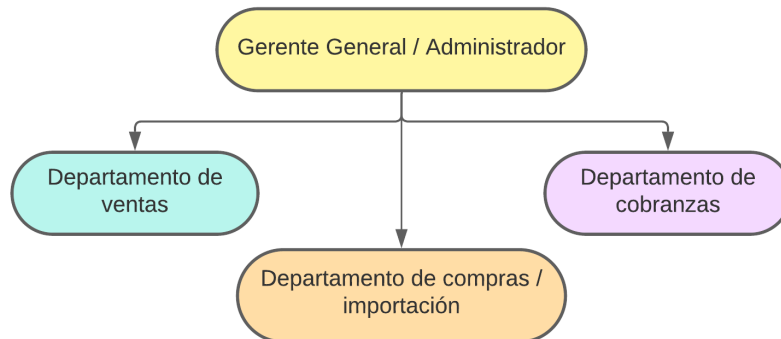 Gerente General / Administrador
Departamento de
ventas
Departamento de
cobranzas
Departamento de compras /
importación